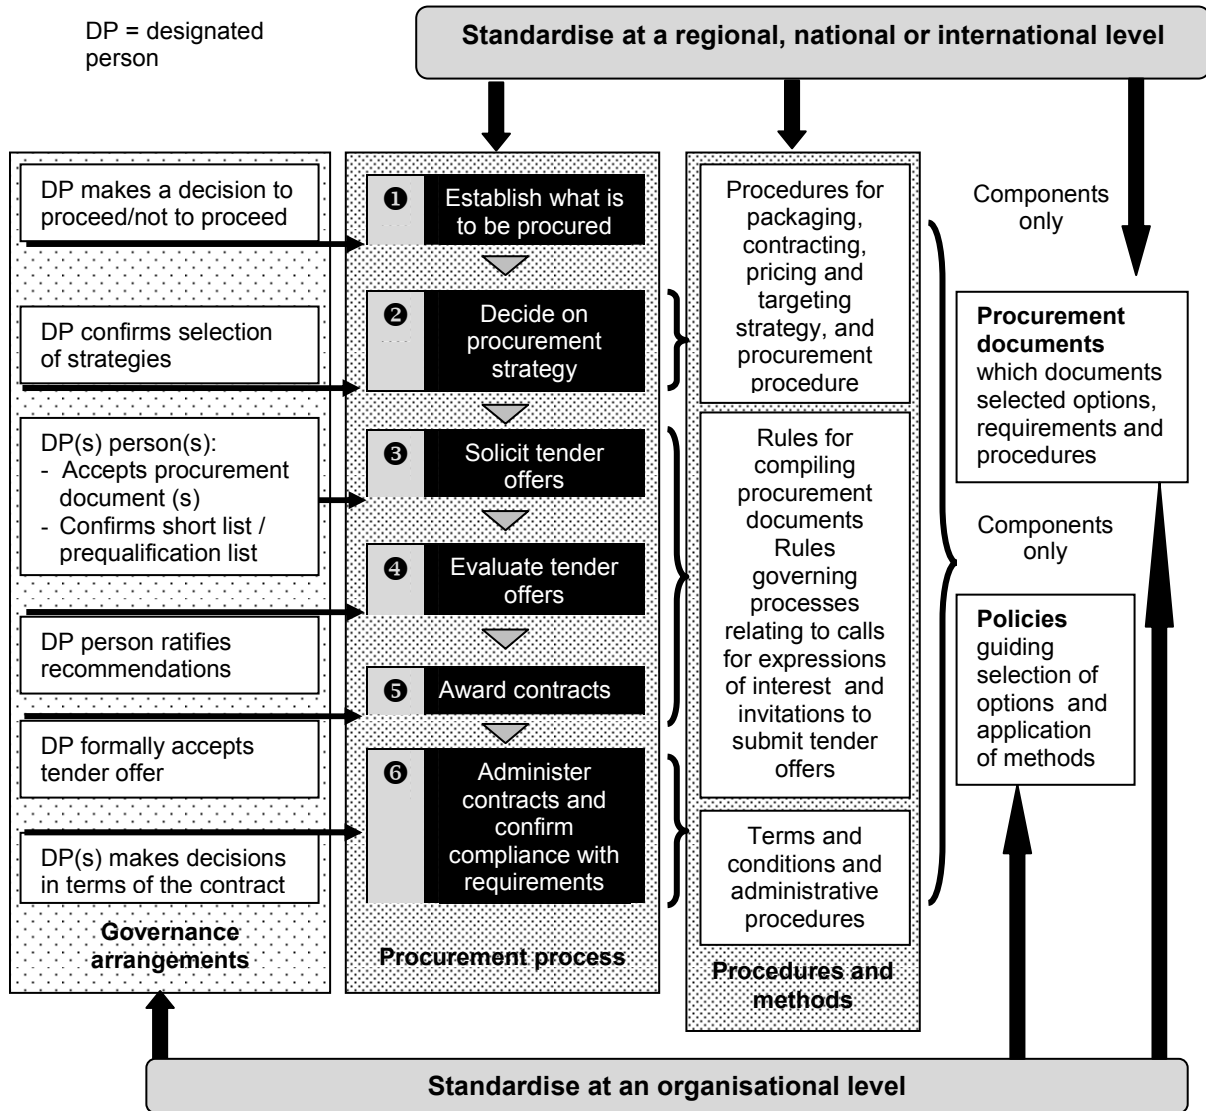 DP = designated
person
Standardise at a regional, national or international level
DP makes a decision to
proceed/not to proceed
DP confirms selection
of strategies
DP(s) person(s):
- Accepts procurement
document (s)
- Confirms short list /
prequalification list
DP person ratifies
recommendations
DP formally accepts
tender offer
DP(s) makes decisions
in terms of the contract
Governance
arrangements
❶
Establish what is
to be procured
❷
Decide on
procurement
strategy
❸
Solicit tender
offers
❹
Evaluate tender
offers
❺
Award contracts
❻
Administer
contracts and
confirm
compliance with
requirements
Procurement process
Procedures for
packaging,
contracting,
pricing and
targeting
strategy, and
procurement
procedure
Rules for
compiling
procurement
documents
Rules
governing
processes
relating to calls
for expressions
of interest and
invitations to
submit tender
offers
Terms and
conditions and
administrative
procedures
Procedures and
methods
Components
only
Procurement
documents
which documents
selected options,
requirements and
procedures
Components
only
Policies
guiding
selection of
options and
application
of methods
Standardise at an organisational level